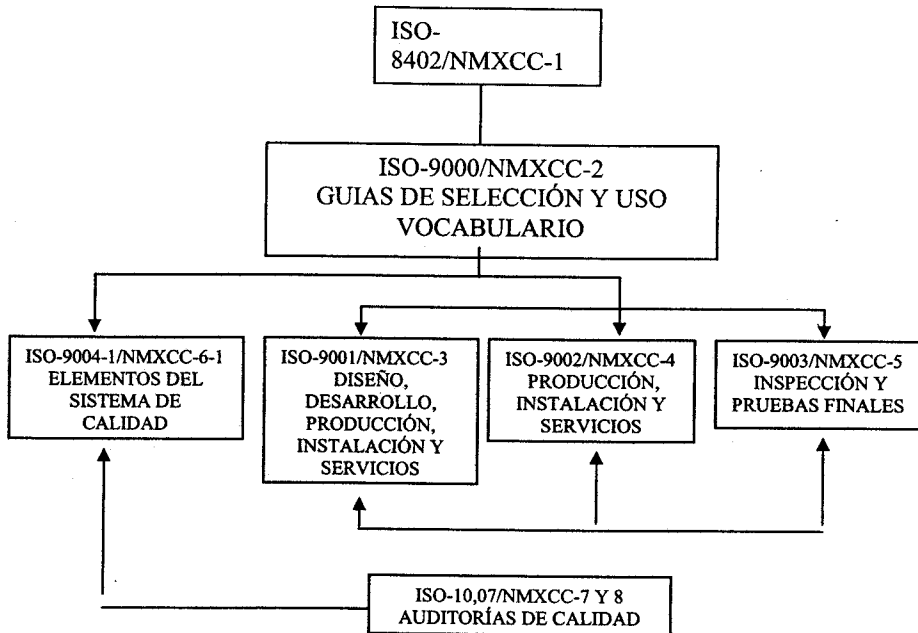 ISO-
8402/NMXCC-1
ISO-9000/NMXCC-2
GUIAS DE SELECCIÓN Y USO
VOCABULARIO
ISO-9004-1/NMXCC-6-1
ELEMENTOS DEL
SISTEMA DE
CALIDAD
ISO-9001/NMXCC-3
DISEÑO,
DESARROLLO,
PRODUCCIÓN,
INSTALACIÓN Y
SERVICIOS
ISO-9002/NMXCC-4
PRODUCCIÓN,
INSTALACIÓN Y
SERVICIOS
ISO-9003/NMXCC-5
INSPECCIÓN Y
PRUEBAS FINALES
ISO-10,07/NMXCC-7 Y 8
AUDITORÍAS DE CALIDAD